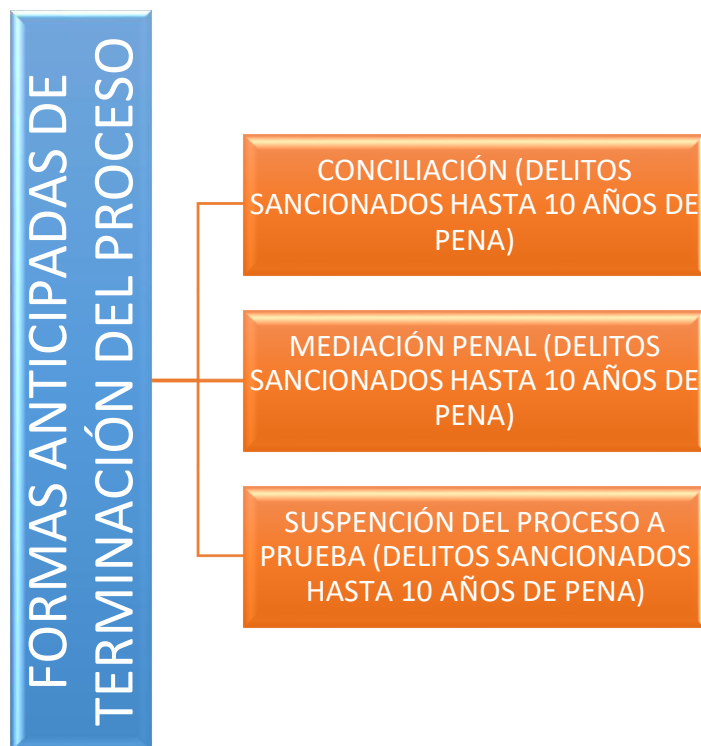 FORMAS ANTICIPADAS DE
TERMINACIÓN DEL PROCESO
CONCILIACIÓN (DELITOS
SANCIONADOS HASTA 10 AÑOS DE
PENA)
MEDIACIÓN PENAL (DELITOS
SANCIONADOS HASTA 10 AÑOS DE
PENA)
SUSPENCIÓN DEL PROCESO A
PRUEBA (DELITOS SANCIONADOS
HASTA 10 AÑOS DE PENA)